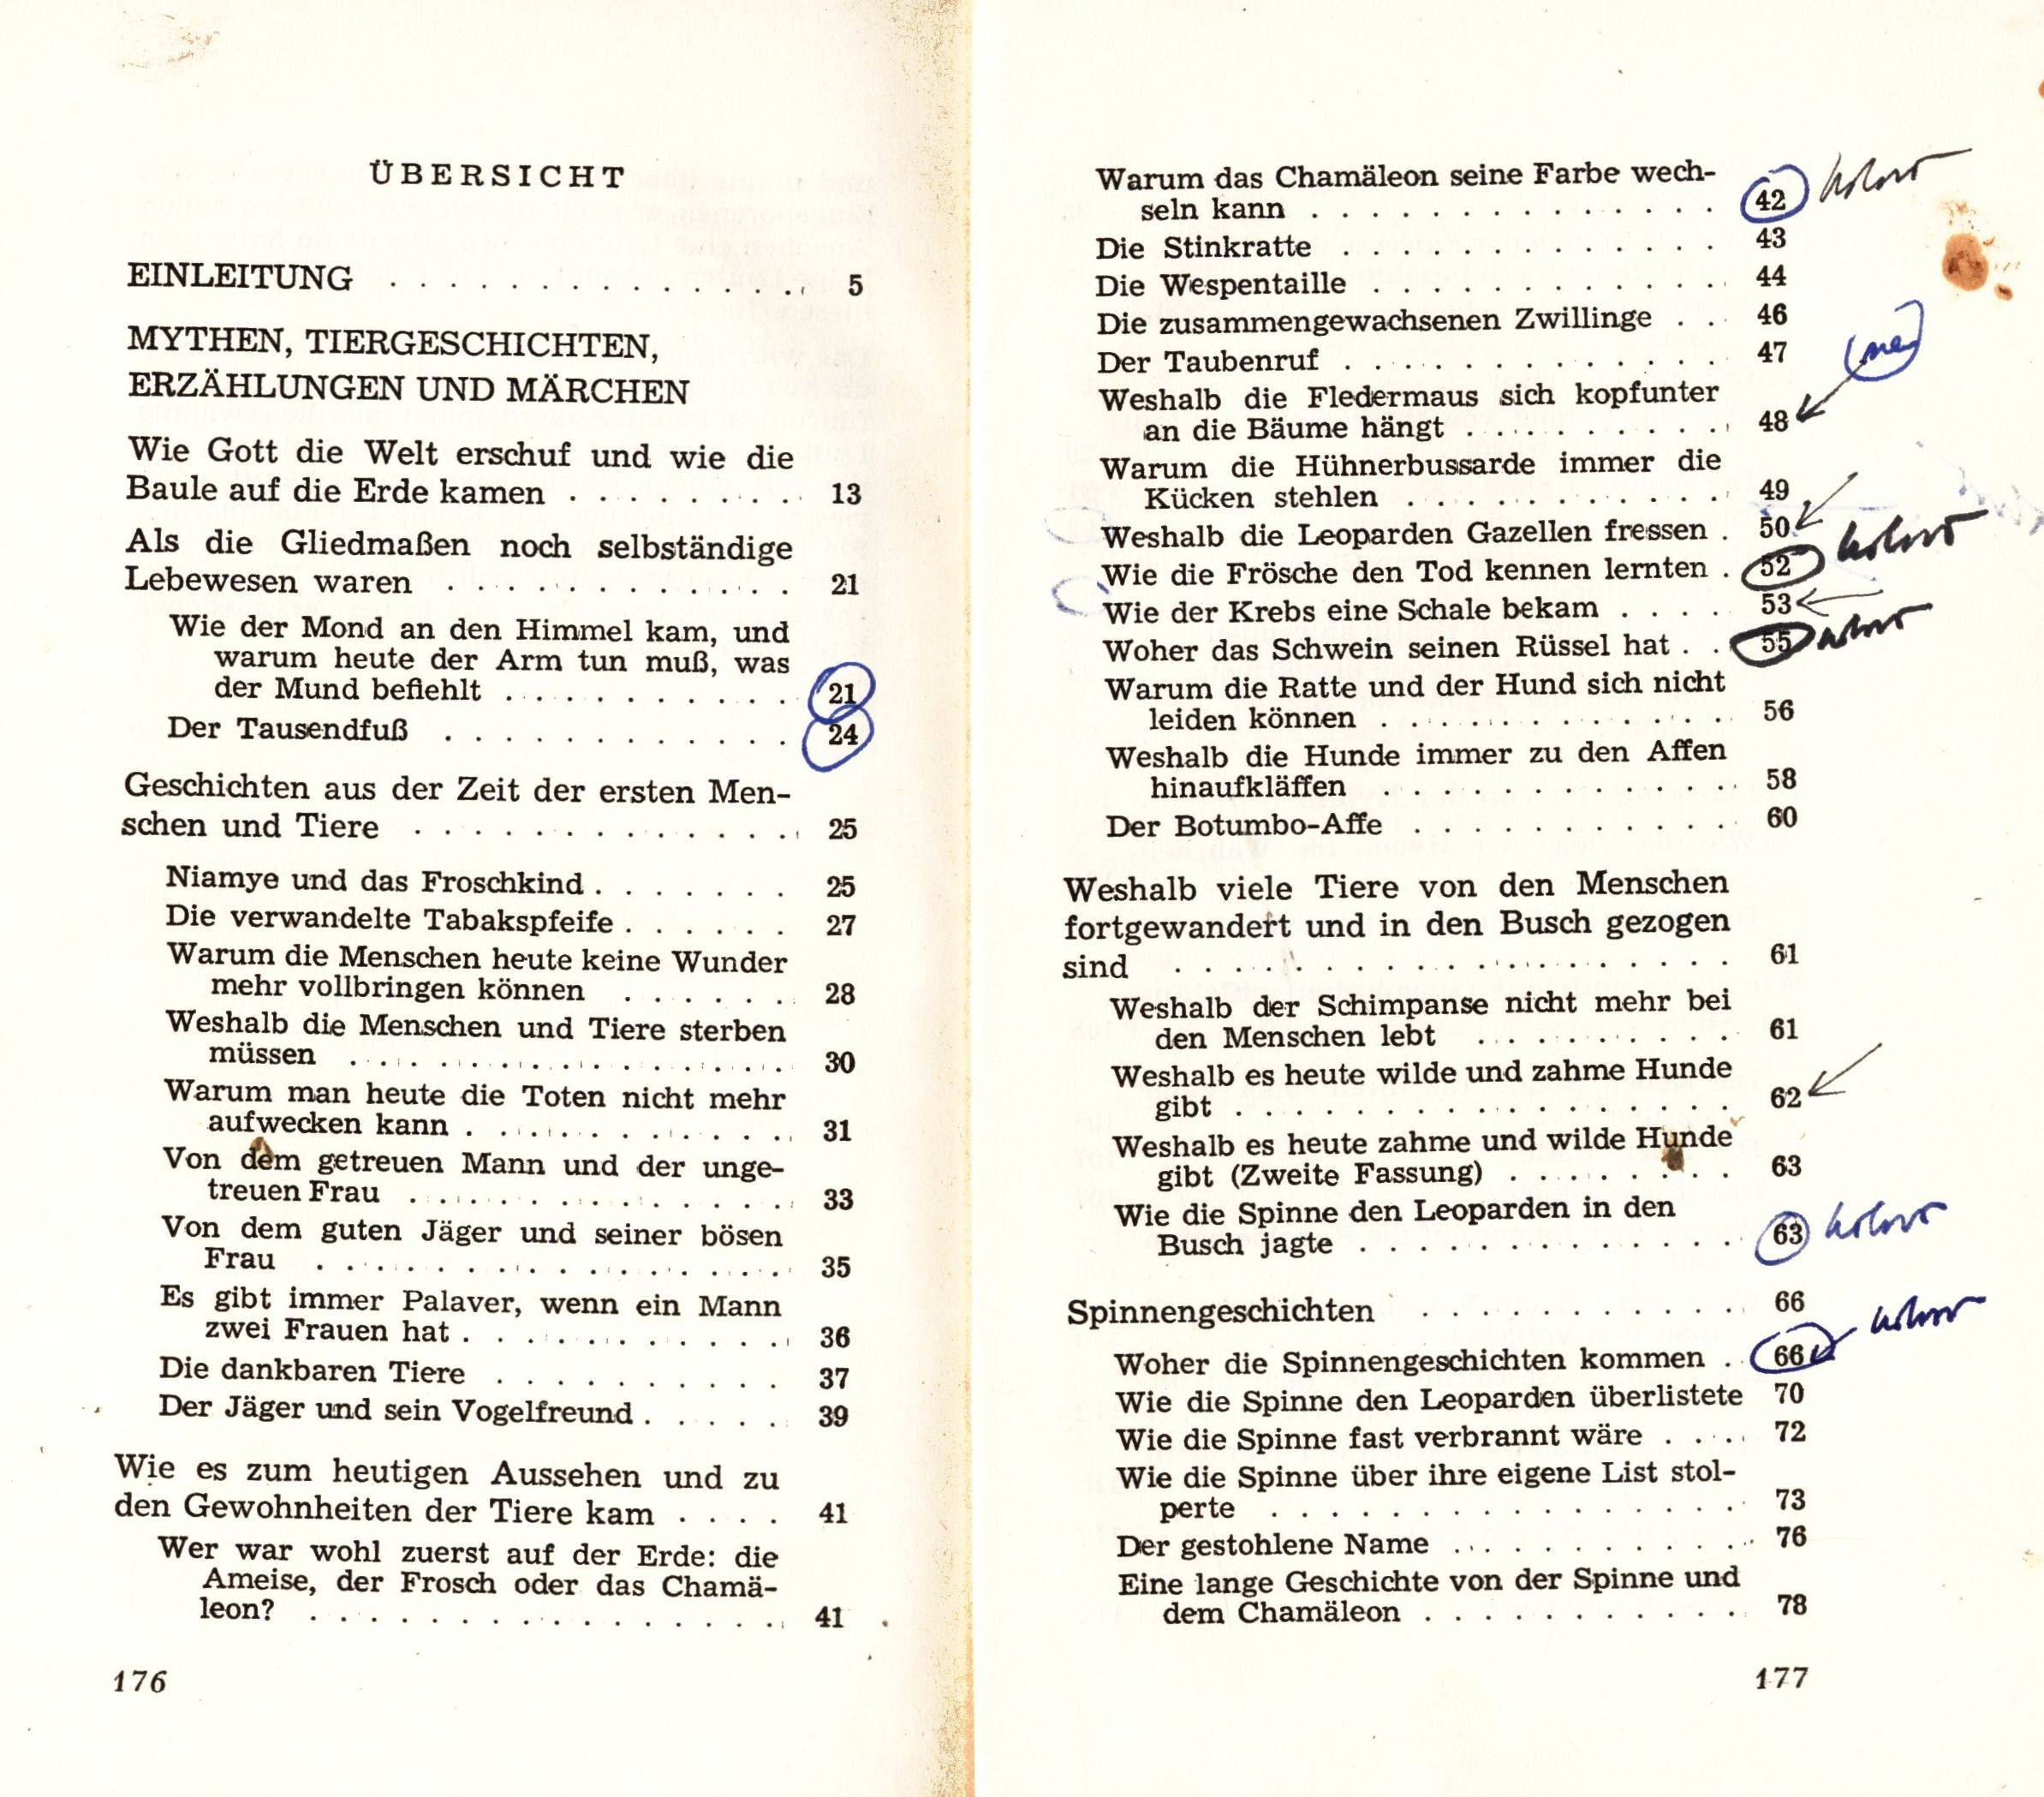 ÜBERSICHT
EINLEITUNG . . . . . . . . . . . . . . 5
MYTHEN, TIERGESCHICHTEN,
ERZÄHLUNGEN UND MÄRCHEN
Wie Gott die Welt erschuf und wie die
Baule auf die Erde kamen . . . . . . . . 13
Als die Gliedmaßen noch selbständige
Lebewesen waren . . . . . . . . . . . . 21
Wie der Mond an den Himmel kam, und
warum heute der Arm tun muß, was
der Mund befiehlt . . . . . . . . . . 21
Der Tausendfuß . . . . . . . . . . . . 24
Geschichten aus der Zeit der ersten Men-
schen und Tiere . . . . . . . . . . . . . 25
Niamye und das Froschkind . . . . . . . 25
Die verwandelte Tabakspfeife . . . . . . 27
Warum die Menschen heute keine Wunder
mehr vollbringen können . . . . . . 28
Weshalb die Menschen und Tiere sterben
müssen . . . . . . . . . . . . . . . . . 30
Warum man heute die Toten nicht mehr
aufwecken kann . . . . . . . . . . . . 31
Von dem getreuen Mann und der unge-
treuen Frau . . . . . . . . . . . . . . 33
Von dem guten Jäger und seiner bösen
Frau . . . . . . . . . . . . . . . . . . 35
Es gibt immer Palaver, wenn ein Mann
zwei Frauen hat . . . . . . . . . . . . 36
Die dankbaren Tiere . . . . . . . . . . 37
Der Jäger und sein Vogelfreund . . . . . 39
Wie es zum heutigen Aussehen und zu
den Gewohnheiten der Tiere kam . . . . 41
Wer war wohl zuerst auf der Erde: die
Ameise, der Frosch oder das Chamä-
leon? . . . . . . . . . . . . . . . . . 41
176
Warum das Chamäleon seine Farbe wech-
seln kann . . . . . . . . . . . . . . 42
Die Stinkratte . . . . . . . . . . . . . 43
Die Wespentaille . . . . . . . . . . . . 44
Die zusammengewachsenen Zwillinge . . . 46
Der Taubenruf . . . . . . . . . . . . . 47
Weshalb die Fledermaus sich kopfunter
an die Bäume hängt . . . . . . . . . . 48
Warum die Hühnerbussarde immer die
Kücken stehlen . . . . . . . . . . . . 49
Weshalb die Leoparden Gazellen fressen . 50
Wie die Frösche den Tod kennen lernten . 52
Wie der Krebs eine Schale bekam . . . . 53
Woher das Schwein seinen Rüssel hat . . 55
Warum die Ratte und der Hund sich nicht
leiden können . . . . . . . . . . . . . 56
Weshalb die Hunde immer zu den Affen
hinaufkläffen . . . . . . . . . . . . . 58
Der Botumbo-Affe . . . . . . . . . . . . 60
Weshalb viele Tiere von den Menschen
fortgewandert und in den Busch gezogen
sind . . . . . . . . . . . . . . . . . . . 61
Weshalb der Schimpanse nicht mehr bei
den Menschen lebt . . . . . . . . . . 61
Weshalb es heute wilde und zahme Hunde
gibt . . . . . . . . . . . . . . . . . . 62
Weshalb es heute zahme und wilde Hunde
gibt (Zweite Fassung) . . . . . . . . 63
Wie die Spinne den Leoparden in den
Busch jagte . . . . . . . . . . . . . . 63
Spinnengeschichten . . . . . . . . . . . . 66
Woher die Spinnengeschichten kommen . . 66
Wie die Spinne den Leoparden überlistete 70
Wie die Spinne fast verbrannt wäre . . . . 72
Wie die Spinne über ihre eigene List stol-
perte . . . . . . . . . . . . . . . . . 73
Der gestohlene Name . . . . . . . . . . . 76
Eine lange Geschichte von der Spinne und
dem Chamäleon . . . . . . . . . . . . 78
177